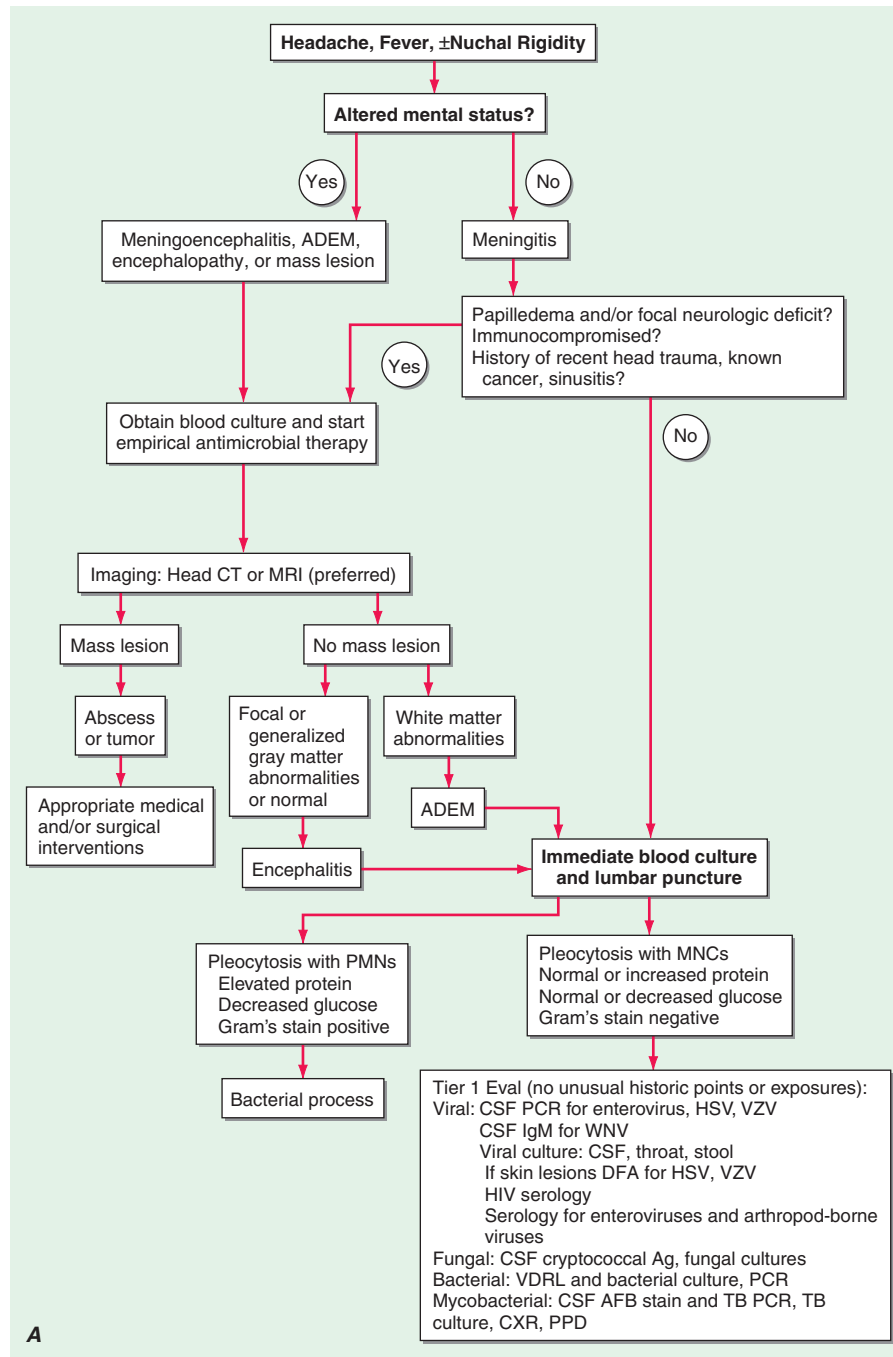 Headache, Fever, ±Nuchal Rigidity
Altered mental status?
Yes
No
Meningoencephalitis, ADEM,
encephalopathy, or mass lesion
Meningitis
Papilledema and/or focal neurologic deficit?
Immunocompromised?
History of recent head trauma, known
cancer, sinusitis?
Yes
Obtain blood culture and start
empirical antimicrobial therapy
No
Imaging: Head CT or MRI (preferred)
Mass lesion
No mass lesion
Abscess
or tumor
Focal or
generalized
gray matter
abnormalities
or normal
White matter
abnormalities
Appropriate medical
and/or surgical
interventions
ADEM
Encephalitis
Immediate blood culture
and lumbar puncture
Pleocytosis with PMNs
Elevated protein
Decreased glucose
Gram's stain positive
Pleocytosis with MNCs
Normal or increased protein
Normal or decreased glucose
Gram's stain negative
Bacterial process
Tier 1 Eval (no unusual historic points or exposures):
Viral: CSF PCR for enterovirus, HSV, VZV
CSF IgM for WNV
Viral culture: CSF, throat, stool
If skin lesions DFA for HSV, VZV
HIV serology
Serology for enteroviruses and arthropod-borne
viruses
Fungal: CSF cryptococcal Ag, fungal cultures
Bacterial: VDRL and bacterial culture, PCR
Mycobacterial: CSF AFB stain and TB PCR, TB
culture, CXR, PPD
A